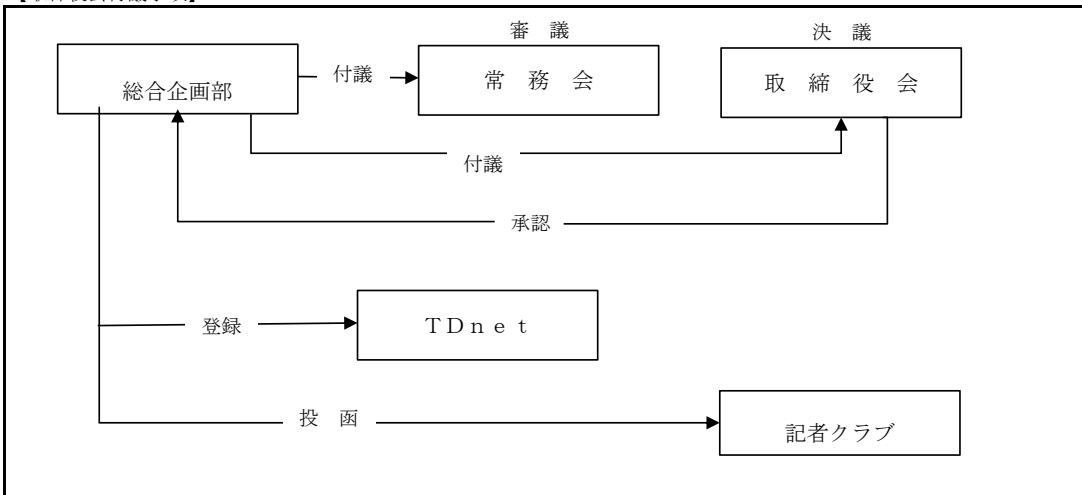 審 議
決 議
総合企画部
付議
常 務 会
取 締 役 会
付議
承認
登録
TDnet
投 函
記者クラブ